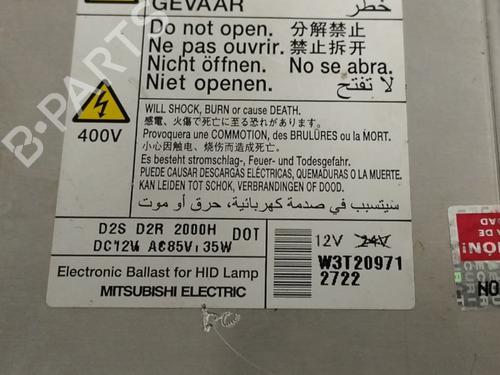 GEVAAR
خطر
Do not open. 分解禁止
Ne pas ouvrir. 禁止拆开
Nicht öffnen. No se abra.
Niet openen. لا تفتح
400V
WILL SHOCK, BURN or cause DEATH.
感電、火傷で死亡に至る恐れがあります。
Provoquera une COMMOTION, des BRULÛRES ou la MORT.
小心因触电、烧伤而造成死亡。
Es besteht stromschlag-, Feuer- und Todesgefahr.
PUEDE CAUSAR DESCARGAS ELÉCTRICAS, QUEMADURAS O LA MUERTE.
KAN LEIDEN TOT SCHOK, VERBRANDINGEN OF DOOD.
سيتسبب في صدمة كهربائية، حرق أو موت
D2S D2R 2000H DOT
DC12V AC85V,35W
12V 24V
W3T20971
2722
Electronic Ballast for HID Lamp
MITSUBISHI ELECTRIC
B-PARTS